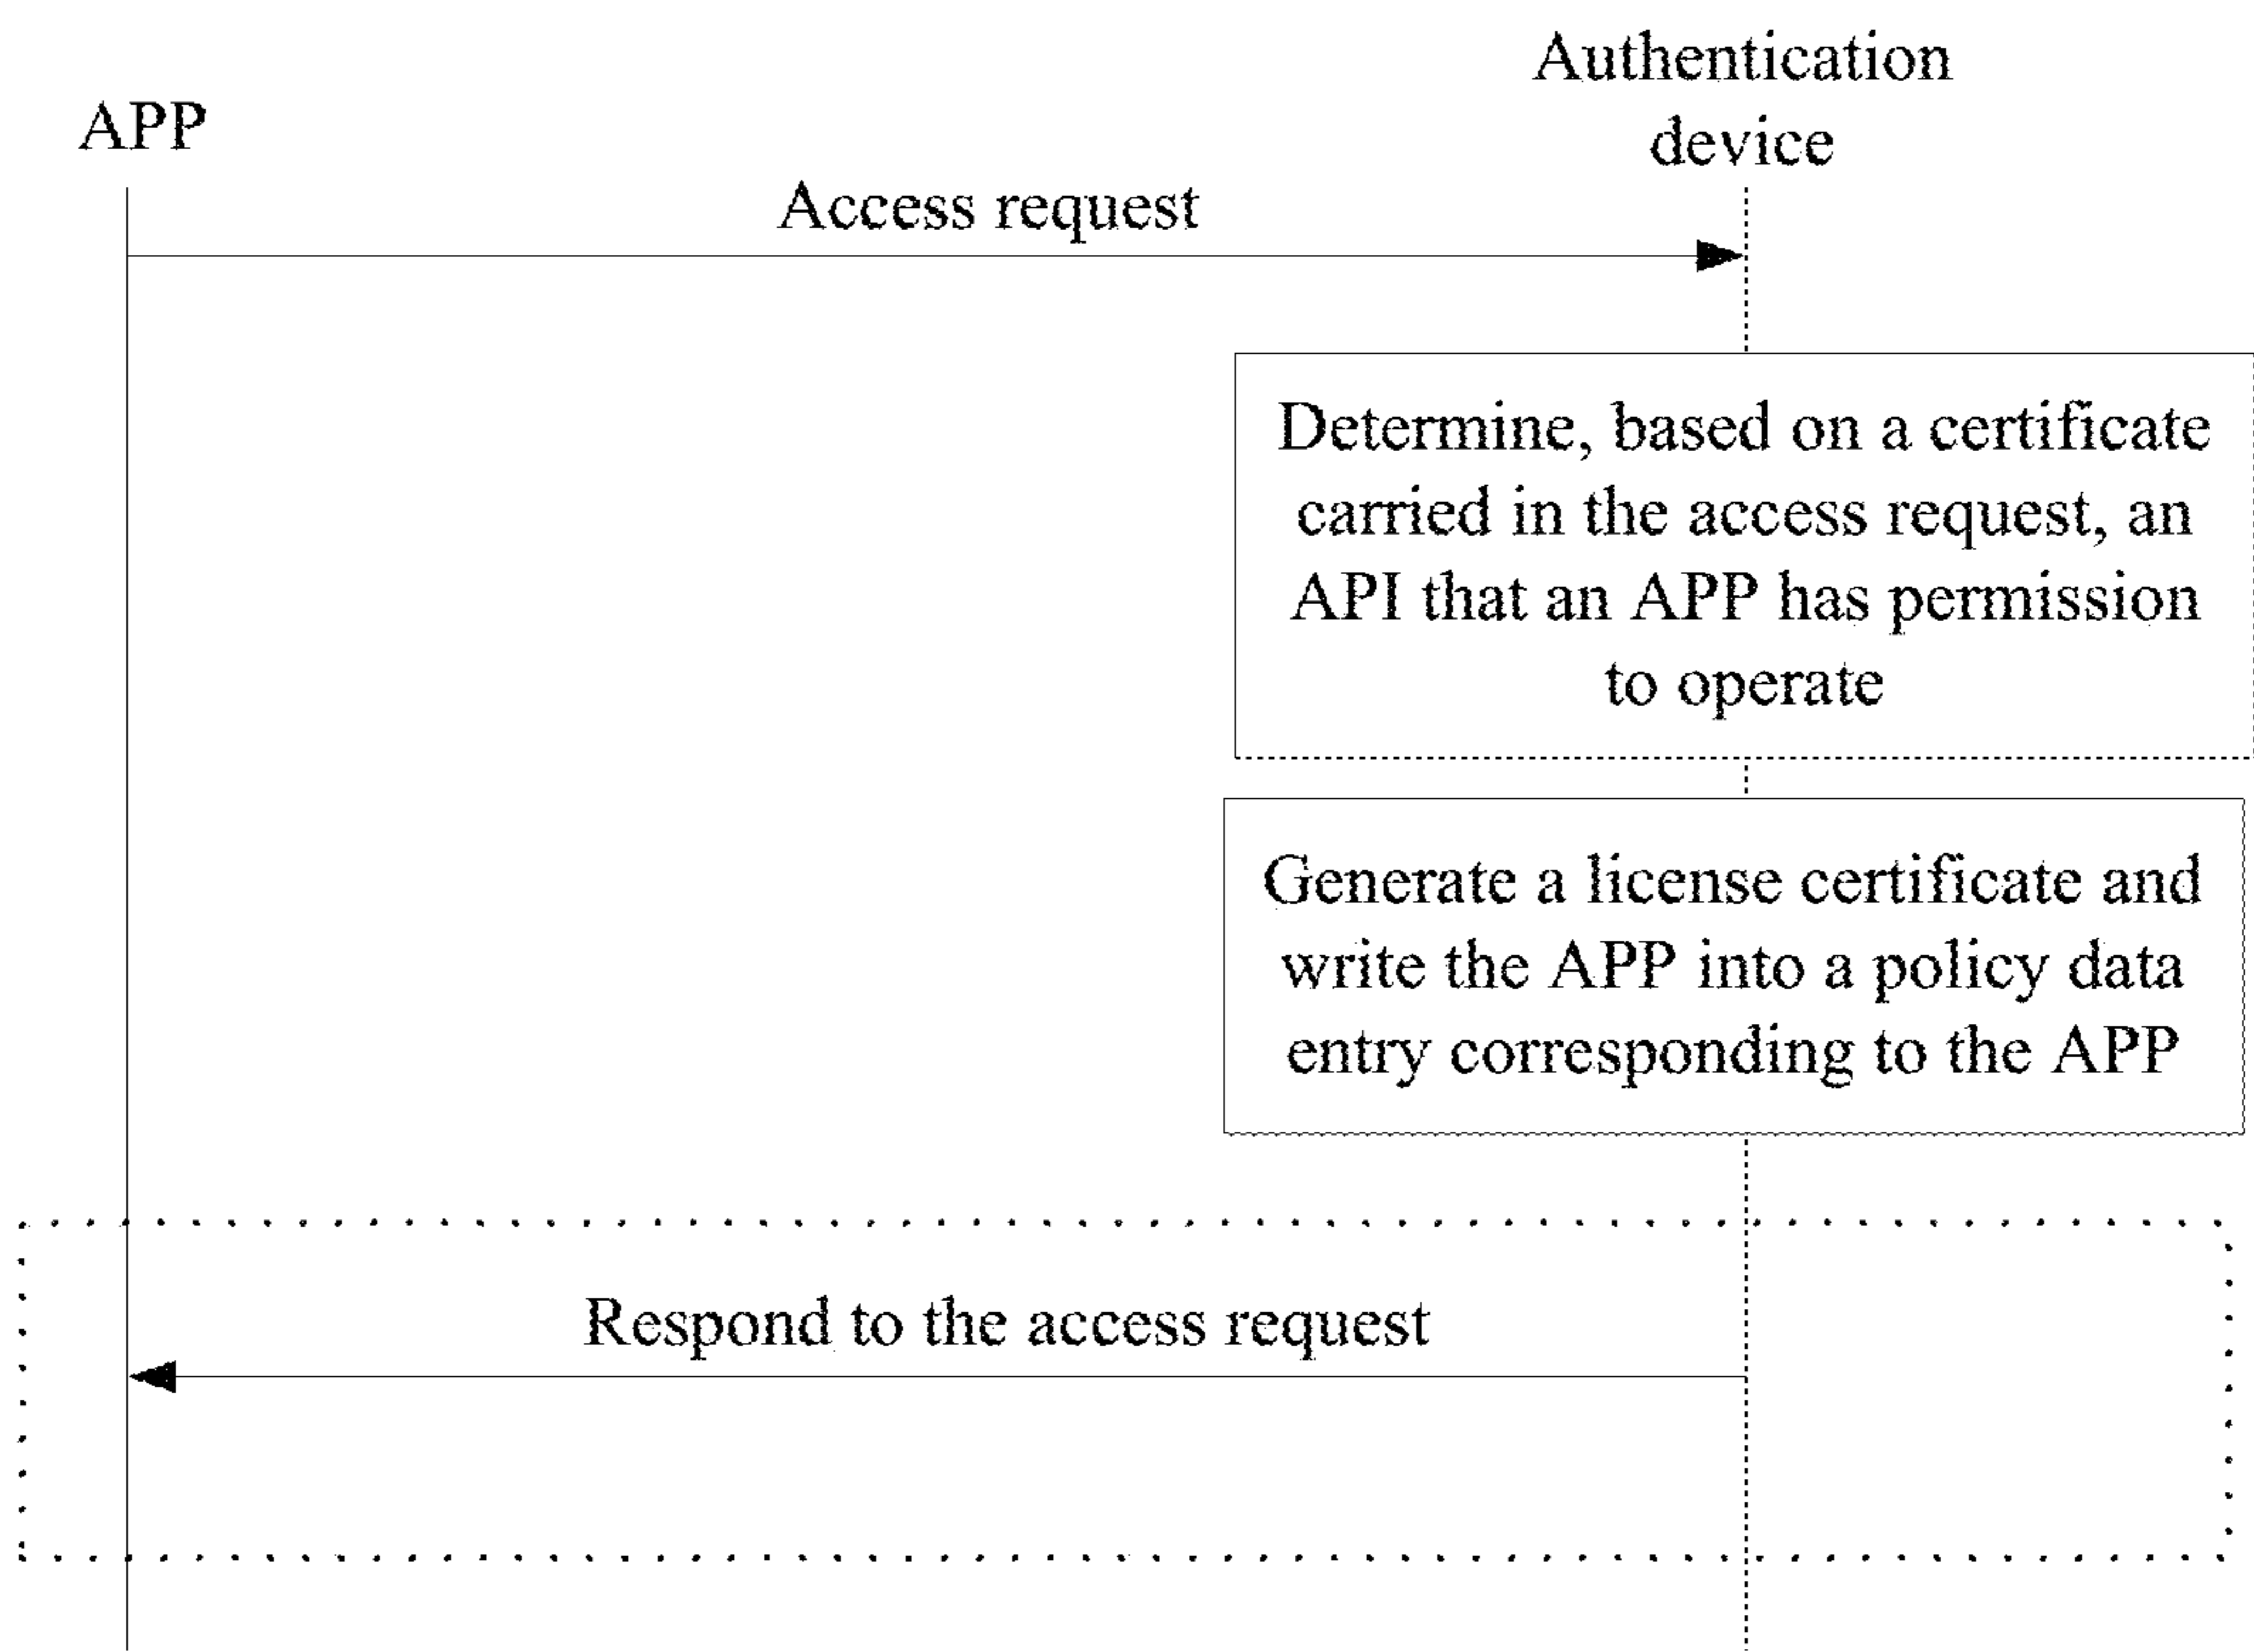 APP
Authentication
device
Access request
Determine, based on a certificate
carried in the access request, an
API that an APP has permission
to operate
Generate a license certificate and
write the APP into a policy data
entry corresponding to the APP
Respond to the access request